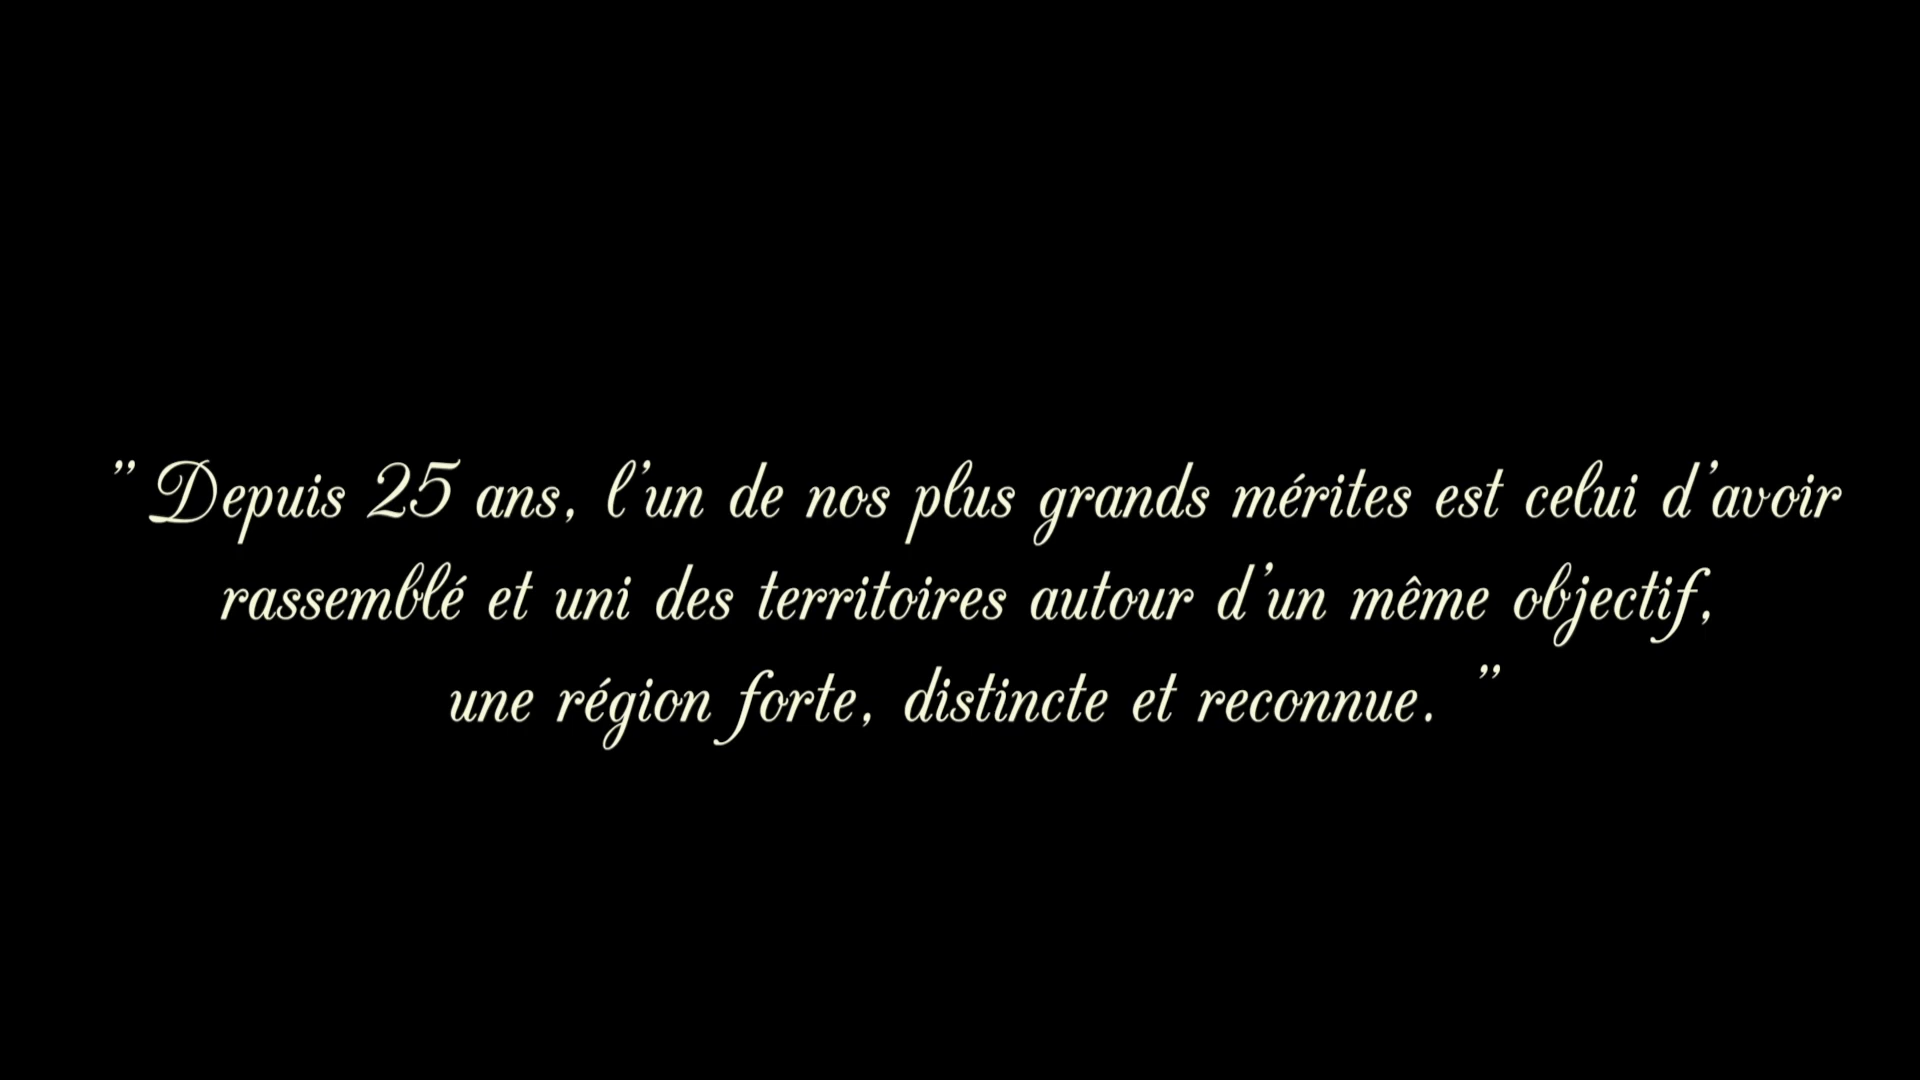 " Depuis 25 ans, l'un de nos plus grands mérites est celui d'avoir
rassemblé et uni des territoires autour d'un même objectif,
une région forte, distincte et reconnue. "